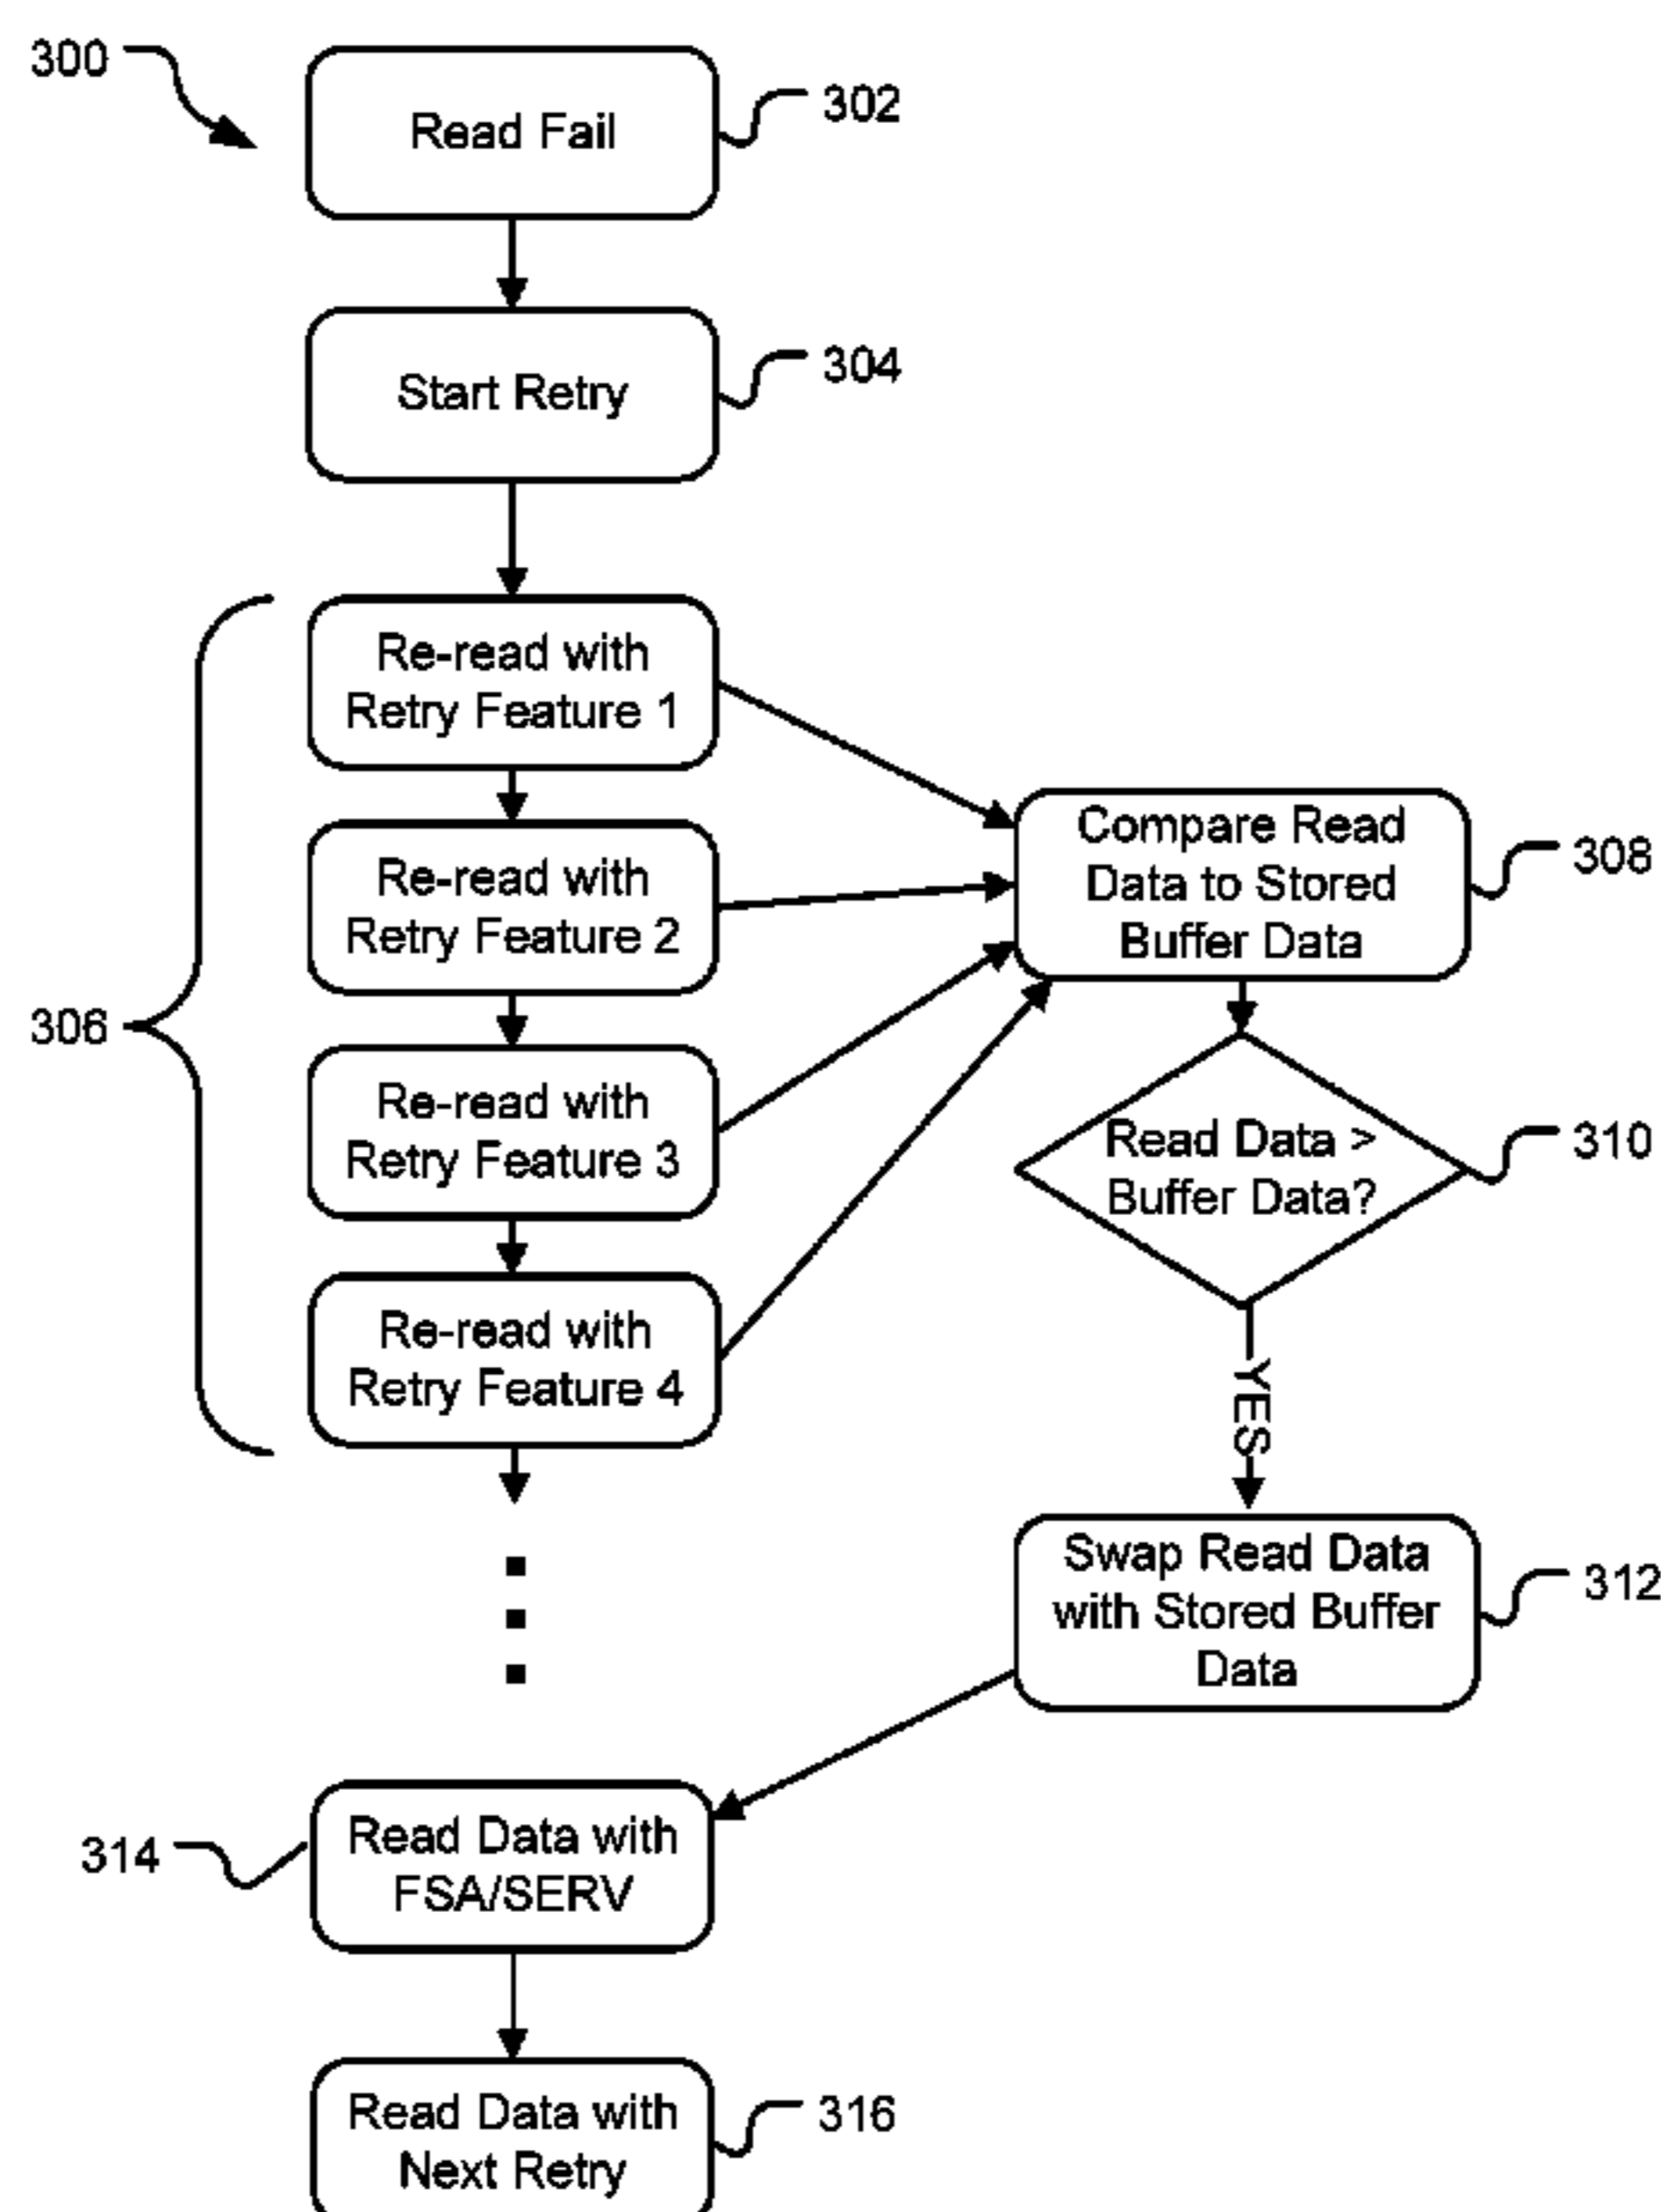 300
Read Fail
302
Start Retry
304
Re-read with
Retry Feature 1
Re-read with
Retry Feature 2
Re-read with
Retry Feature 3
Re-read with
Retry Feature 4
306
Compare Read
Data to Stored
Buffer Data
308
Read Data >
Buffer Data?
310
YES
Swap Read Data
with Stored Buffer
Data
312
314
Read Data with
FSA/SERV
Read Data with
Next Retry
316